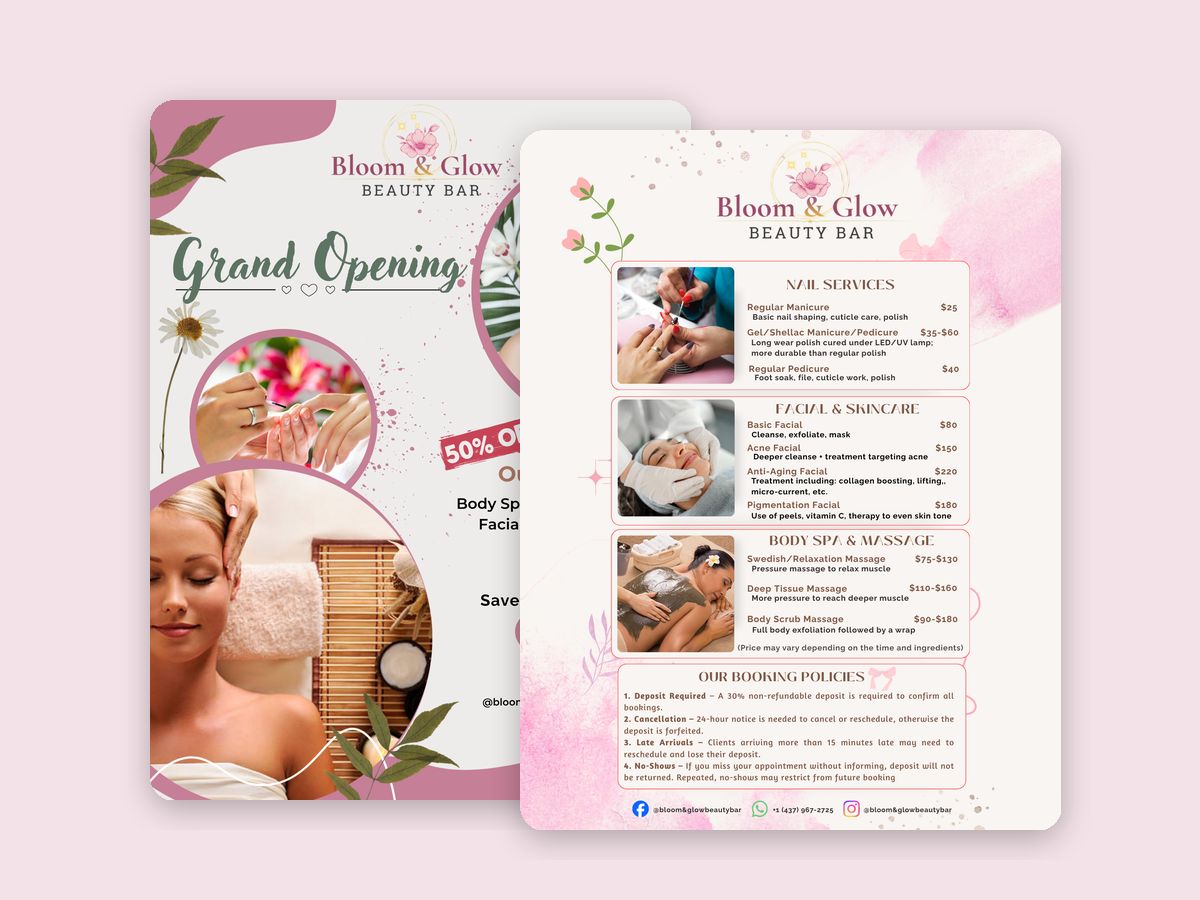 Bloom & Glow
BEAUTY BAR
Grand Opening
50%
Body
Save
Bloom & Glow
BEAUTY BAR
NAIL SERVICES
Regular Manicure $25
Basic nail shaping, cuticle care, polish
Gel/Shellac Manicure/Pedicure $35-$60
Long wear polish cured under LED/UV lamp;
more durable than regular polish
Regular Pedicure $40
Foot soak, file, cuticle work, polish
FACIAL & SKINCARE
Basic Facial $80
Cleanse, exfoliate, mask
Acne Facial $150
Deeper cleanse + treatment targeting acne
Anti-Aging Facial $220
Treatment including: collagen boosting, lifting,,
micro-current, etc.
Pigmentation Facial $180
Use of peels, vitamin C, therapy to even skin tone
BODY SPA & MASSAGE
Swedish/Relaxation Massage $75-$130
Pressure massage to relax muscle
Deep Tissue Massage $110-$160
More pressure to reach deeper muscle
Body Scrub Massage $90-$180
Full body exfoliation followed by a wrap
(Price may vary depending on the time and ingredients)
OUR BOOKING POLICIES
1. Deposit Required – A 30% non-refundable deposit is required to confirm all
bookings.
2. Cancellation – 24-hour notice is needed to cancel or reschedule, otherwise the
deposit is forfeited.
3. Late Arrivals – Clients arriving more than 15 minutes late may need to
reschedule and lose their deposit.
4. No-Shows – If you miss your appointment without informing, deposit will not
be returned. Repeated, no-shows may restrict from future booking
@bloom&glowbeautybar +1 (437) 967-2725 @bloom&glowbeautybar